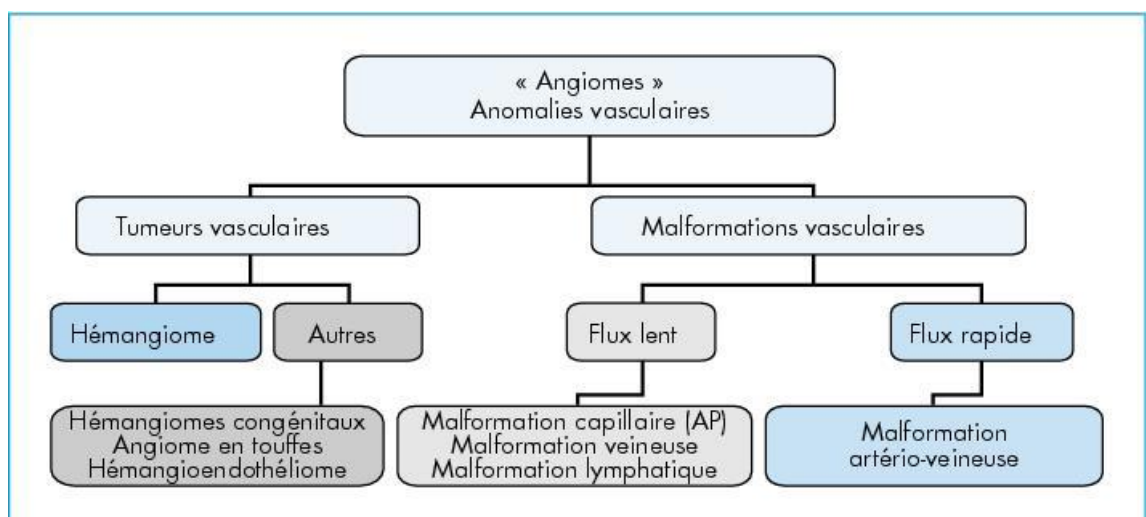 « Angiomes »
Anomalies vasculaires
Tumeurs vasculaires
Malformations vasculaires
Hémangiome
Autres
Flux lent
Flux rapide
Hémangiomes congénitaux
Angiome en touffes
Hémangioendothéliome
Malformation capillaire (AP)
Malformation veineuse
Malformation lymphatique
Malformation
artério-veineuse